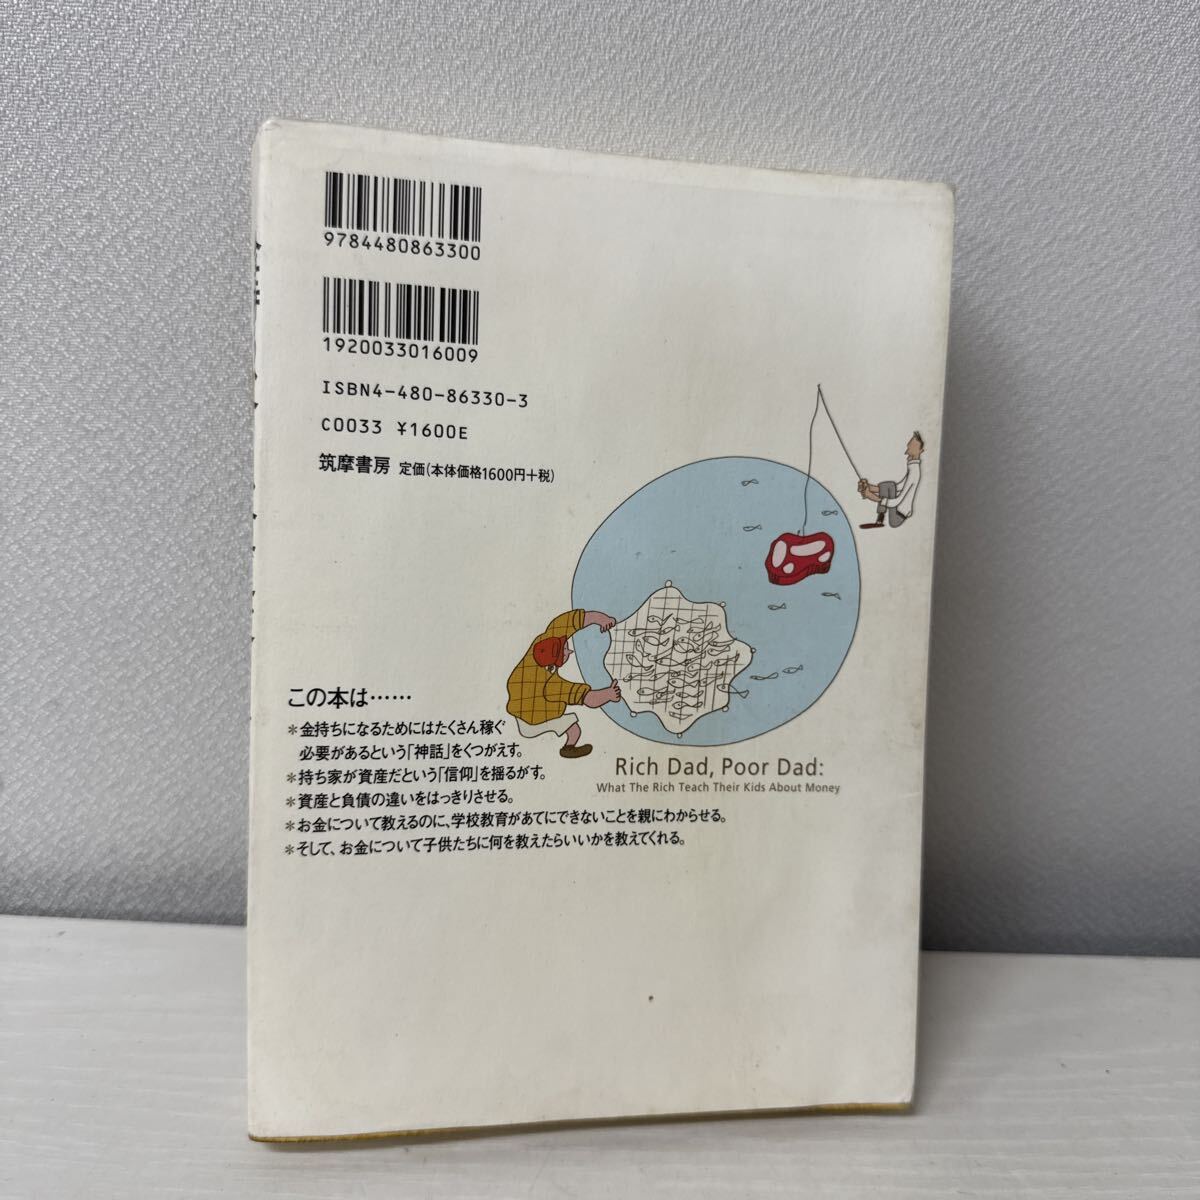 9784480863300
1920033016009
ISBN4-480-86330-3
C0033 ¥1600E
筑摩書房 定価(本体価格1600円+税)
この本は……
*金持ちになるためにはたくさん稼ぐ
必要があるという「神話」をくつがえす。
*持ち家が資産だという「信仰」を揺るがす。
*資産と負債の違いをはっきりさせる。
*お金について教えるのに、学校教育があてにできないことを親にわからせる。
*そして、お金について子供たちに何を教えたらいいかを教えてくれる。
Rich Dad, Poor Dad:
What The Rich Teach Their Kids About Money